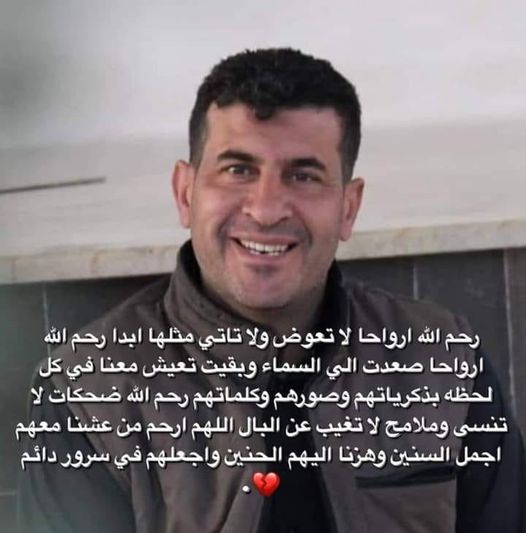 رحم الله ارواحا لا تعوض ولا تاتي مثلها ابدا رحم الله
ارواحا صعدت الي السماء وبقيت تعيش معنا في كل
لحظه بذكرياتهم وصورهم وكلماتهم رحم الله ضحكات لا
تنسى وملامح لا تغيب عن البال اللهم ارحم من عشنا معهم
اجمل السنين وهزنا اليهم الحنين واجعلهم في سرور دائم
💔.